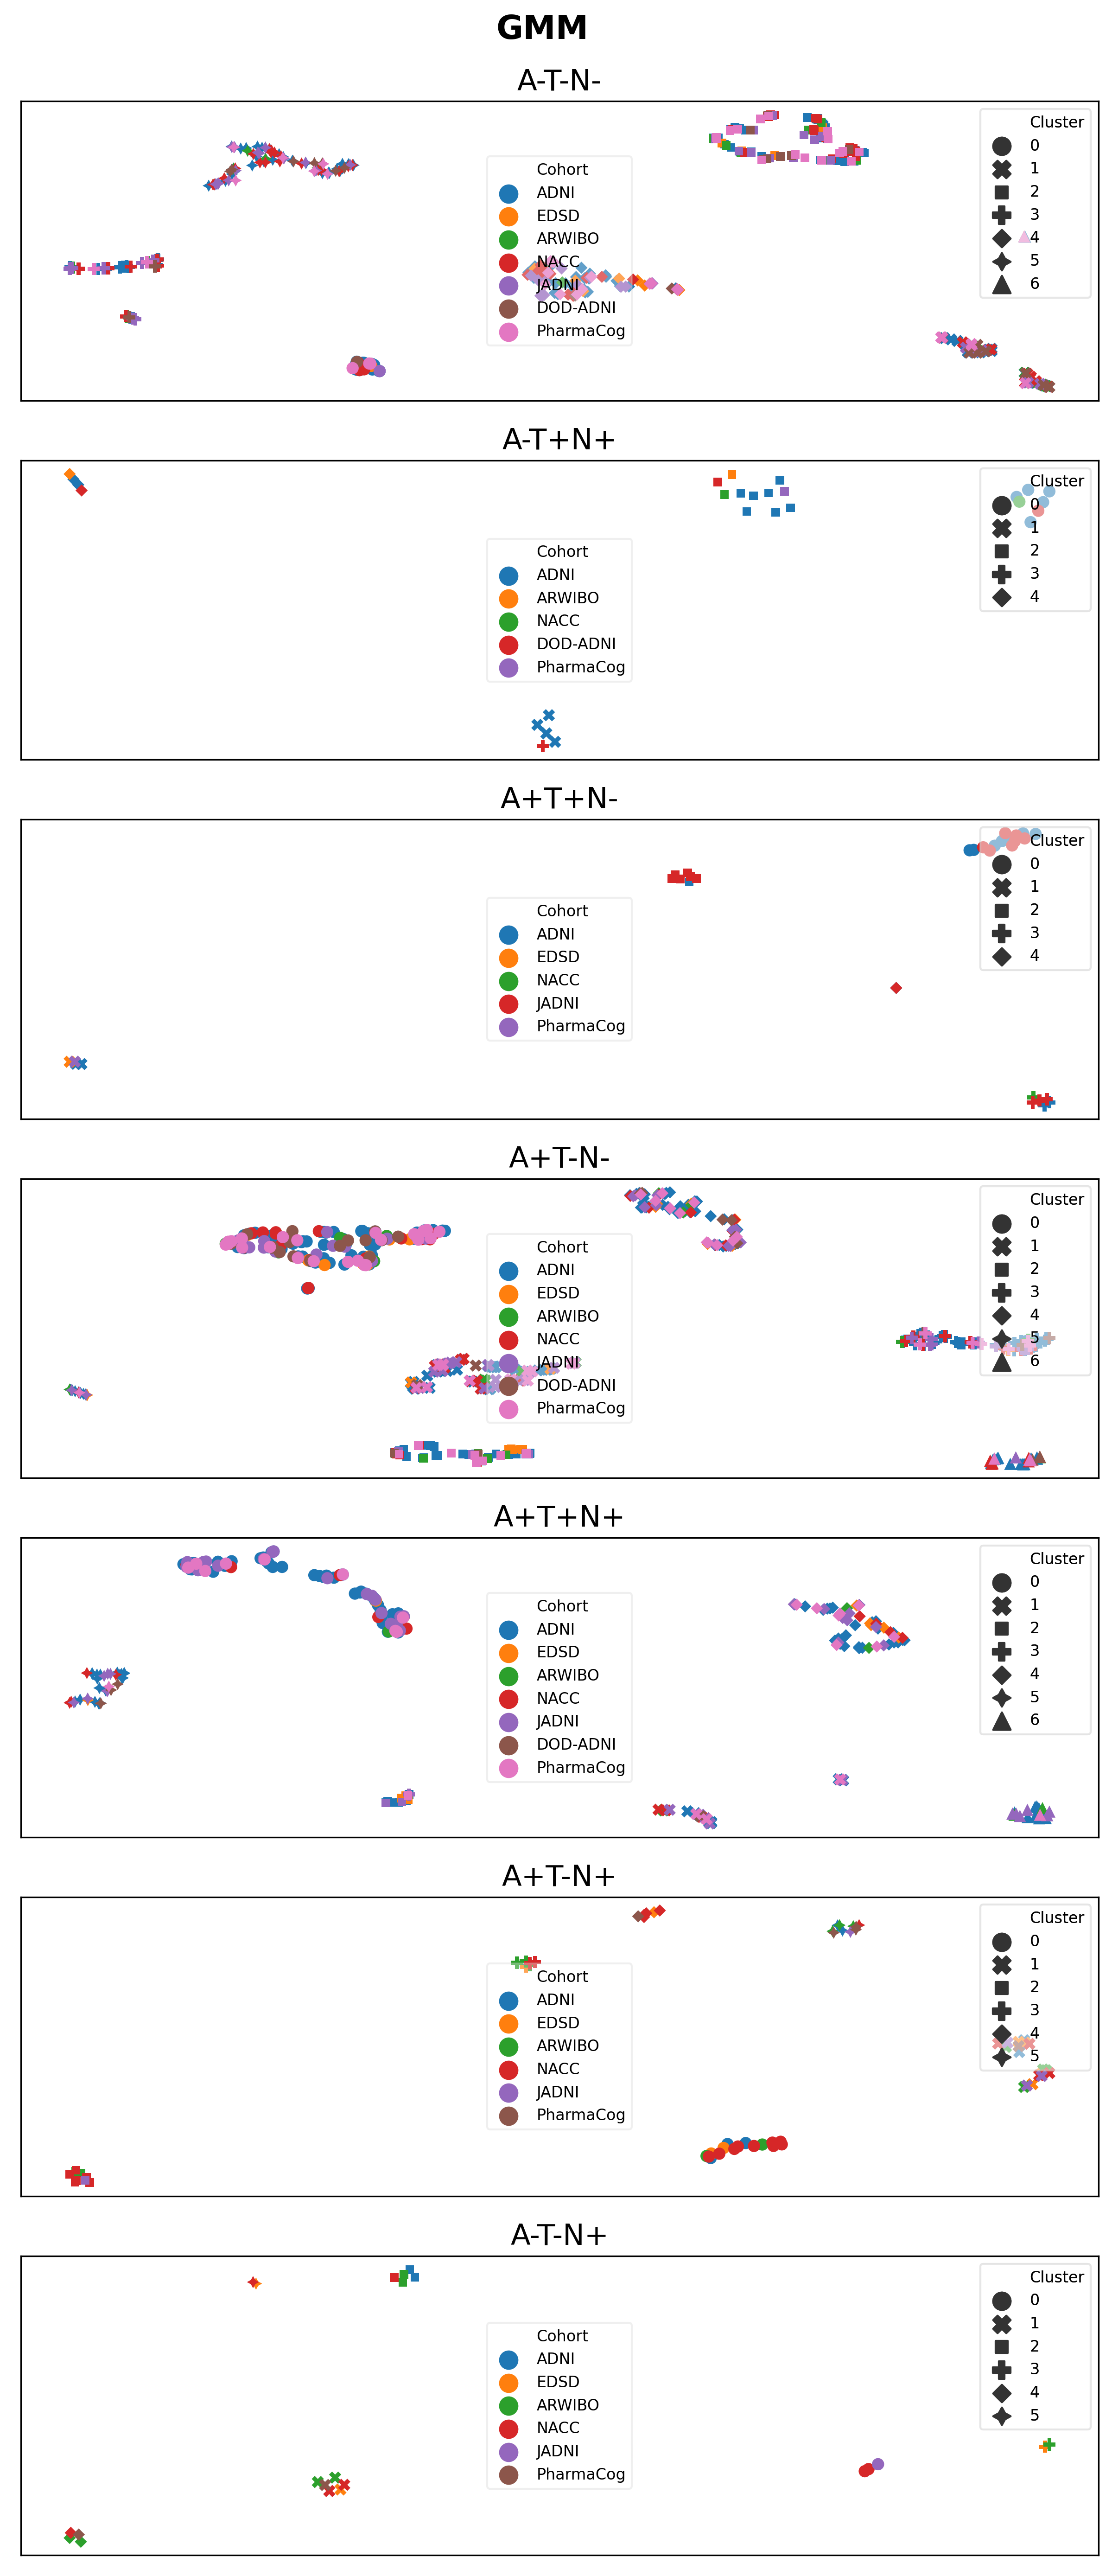 GMM
A-T-N-
Cohort
ADNI
EDSD
ARWIBO
NACC
JADNI
DOD-ADNI
PharmaCog
Cluster
0
1
2
3
4
5
6
A-T+N+
Cohort
ADNI
ARWIBO
NACC
DOD-ADNI
PharmaCog
Cluster
0
1
2
3
4
A+T+N-
Cohort
ADNI
EDSD
NACC
JADNI
PharmaCog
Cluster
0
1
2
3
4
A+T-N-
Cohort
ADNI
EDSD
ARWIBO
NACC
JADNI
DOD-ADNI
PharmaCog
Cluster
0
1
2
3
4
5
6
A+T+N+
Cohort
ADNI
EDSD
ARWIBO
NACC
JADNI
DOD-ADNI
PharmaCog
Cluster
0
1
2
3
4
5
6
A+T-N+
Cohort
ADNI
EDSD
ARWIBO
NACC
JADNI
PharmaCog
Cluster
0
1
2
3
4
5
A-T-N+
Cohort
ADNI
EDSD
ARWIBO
NACC
JADNI
PharmaCog
Cluster
0
1
2
3
4
5